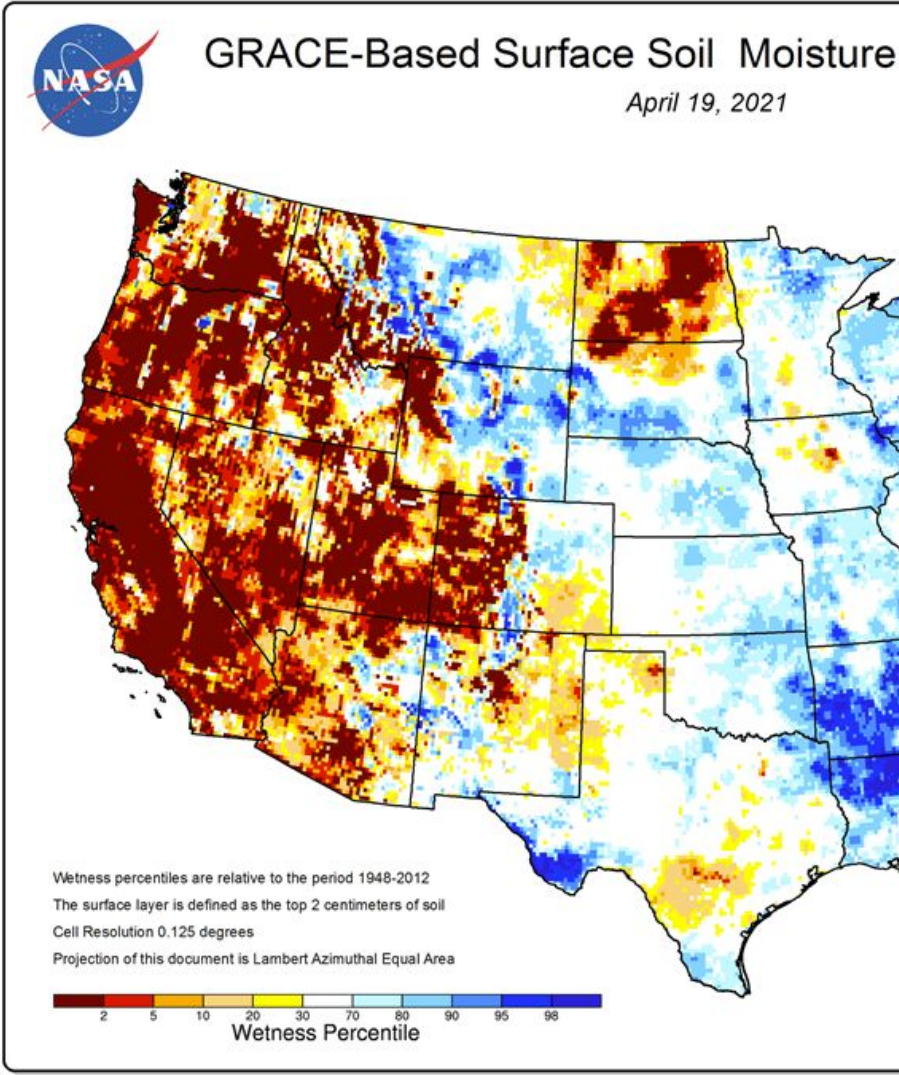 NASA
GRACE-Based Surface Soil Moisture
April 19, 2021
Wetness percentiles are relative to the period 1948-2012
The surface layer is defined as the top 2 centimeters of soil
Cell Resolution 0.125 degrees
Projection of this document is Lambert Azimuthal Equal Area
2 5 10 20 30 70 80 90 95 98
Wetness Percentile